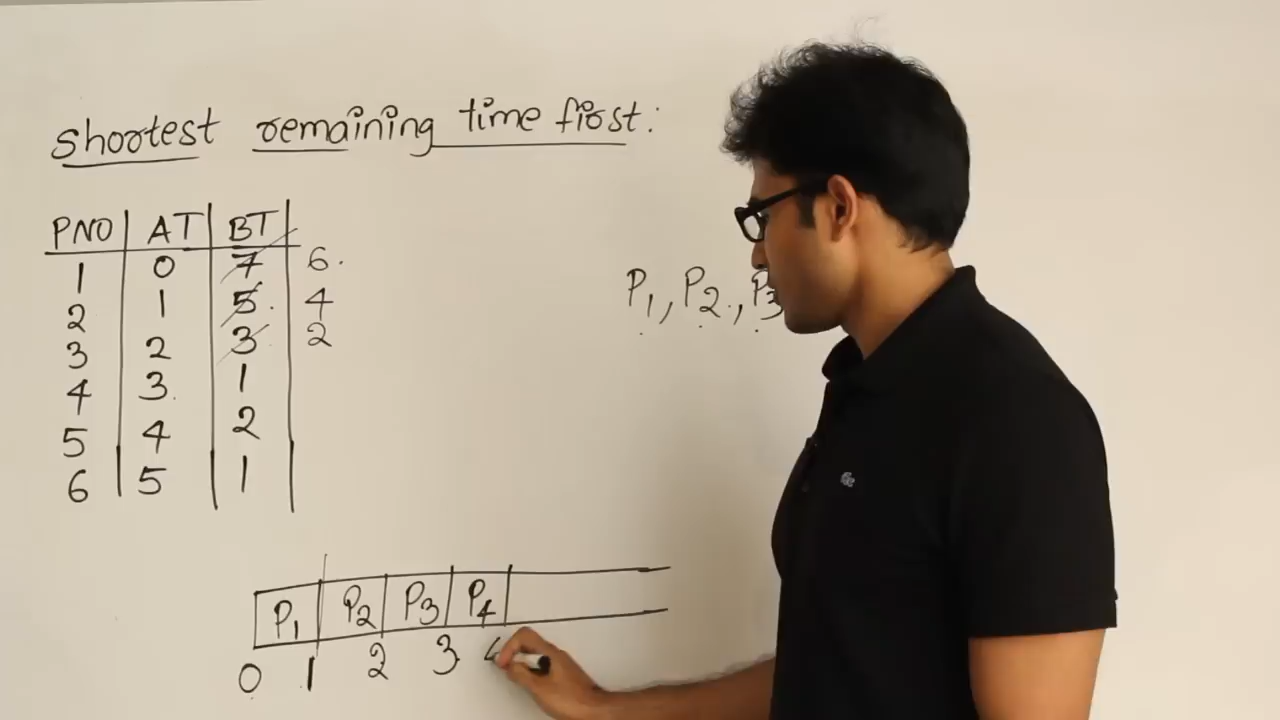 Shortest remaining time first:
PNO AT BT
1 0 7 6.
2 1 5. 4
3 2 3 2
4 3 1
5 4 2
6 5 1
P1, P2, P3
P1 P2 P3 P4
0 1 2 3 4